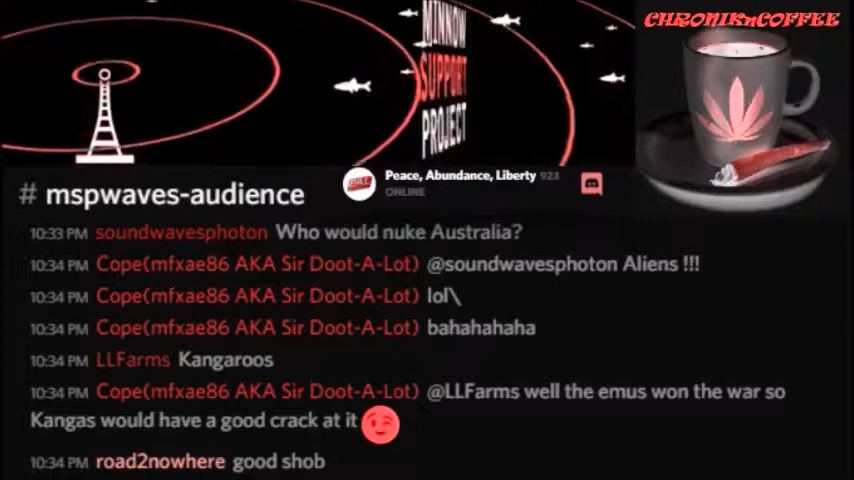 CHRONIKnCOFFEE
MINNOW
SUPPORT
PROJECT
Peace, Abundance, Liberty 923
ONLINE
# mspwaves-audience
10:33 PM soundwavesphoton Who would nuke Australia?
10:34 PM Cope(mfxae86 AKA Sir Doot-A-Lot) @soundwavesphoton Aliens !!!
10:34 PM Cope(mfxae86 AKA Sir Doot-A-Lot) lol\
10:34 PM Cope(mfxae86 AKA Sir Doot-A-Lot) bahahahaha
10:34 PM LLFarms Kangaroos
10:34 PM Cope(mfxae86 AKA Sir Doot-A-Lot) @LLFarms well the emus won the war so
Kangas would have a good crack at it 😉
10:34 PM road2nowhere good shob